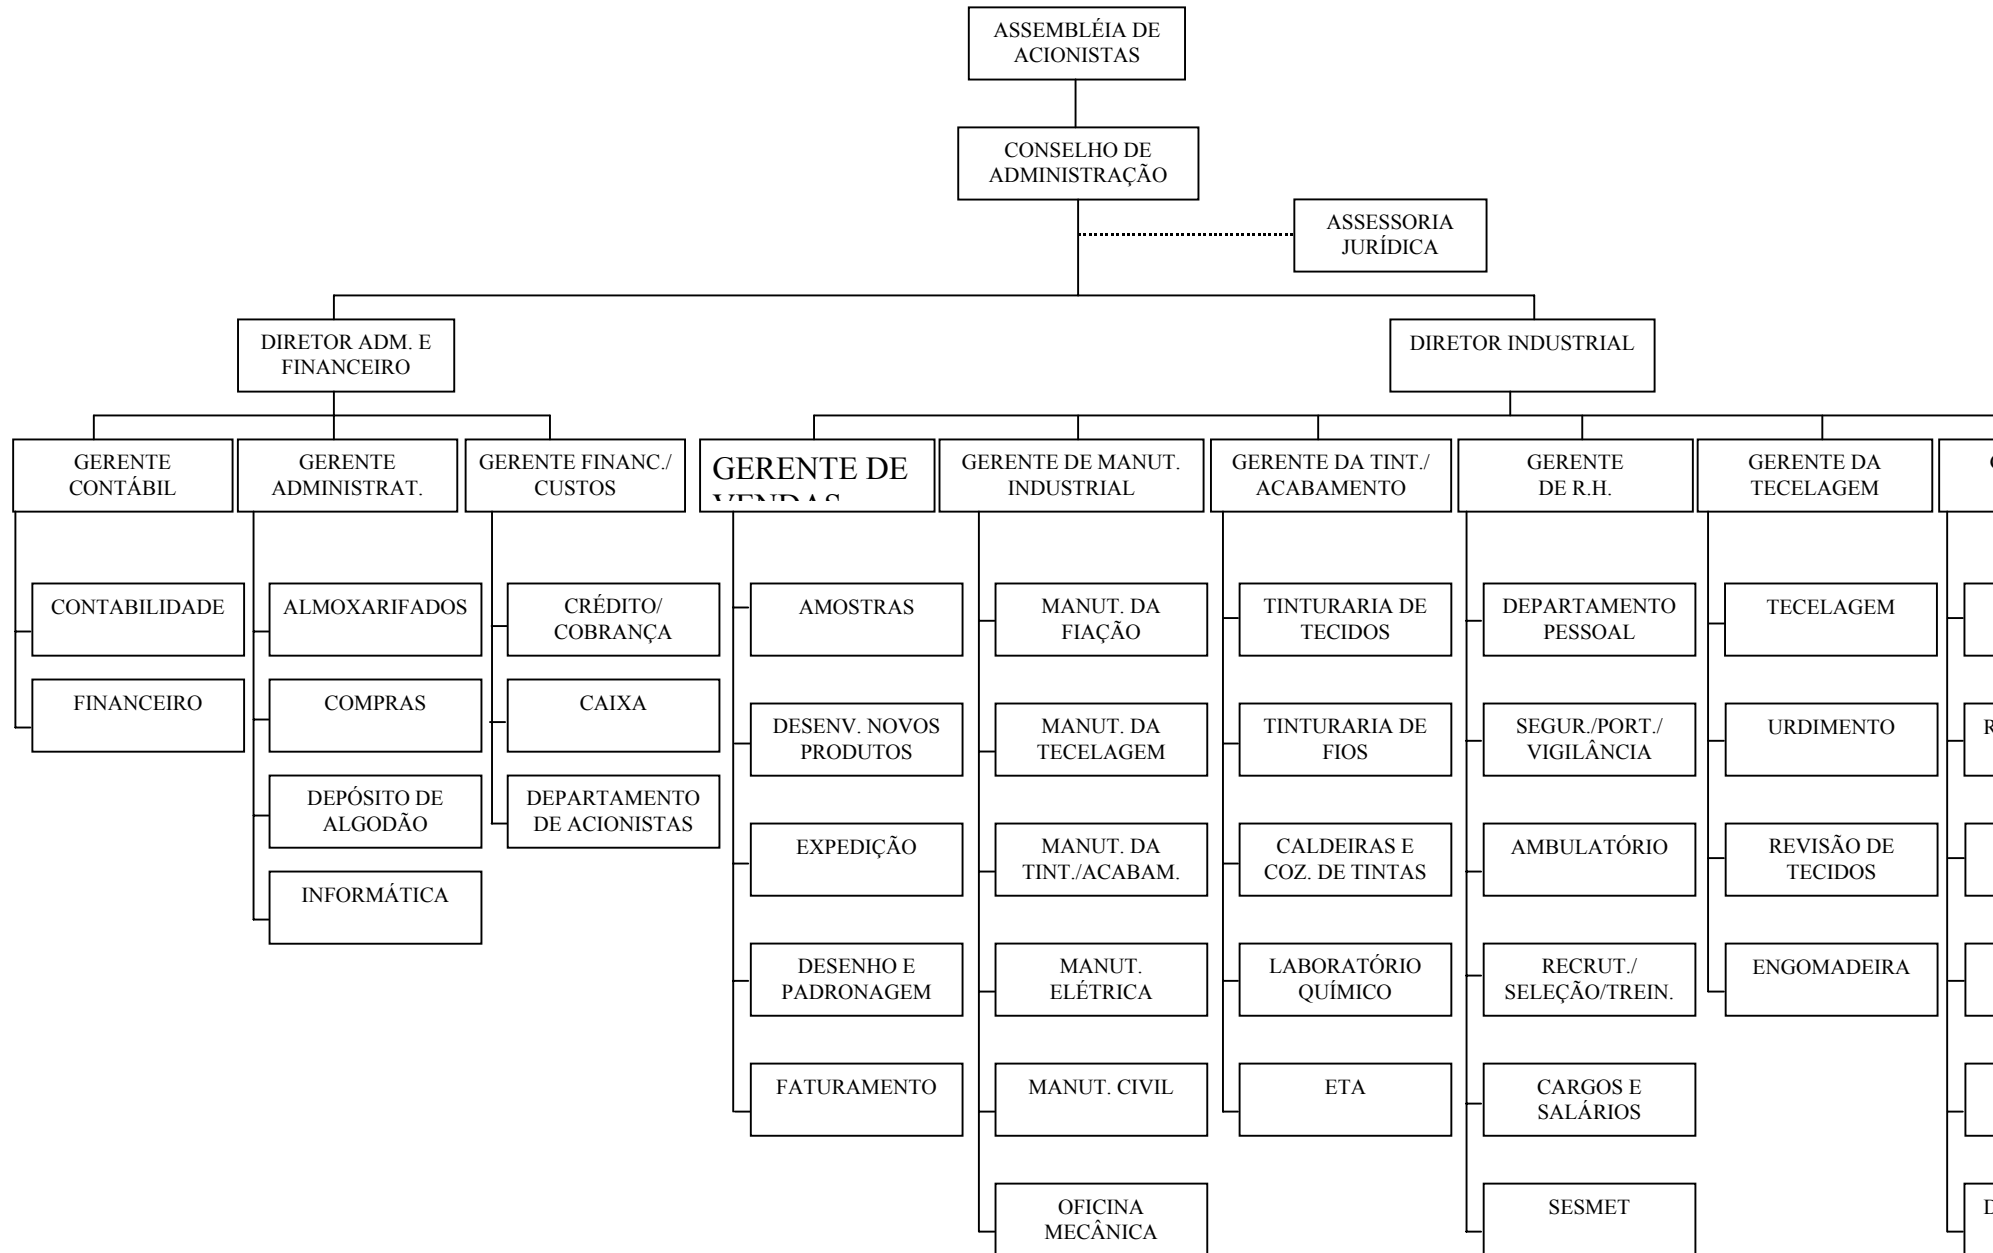 ASSEMBLÉIA DE
ACIONISTAS
CONSELHO DE
ADMINISTRAÇÃO
ASSESSORIA
JURÍDICA
DIRETOR ADM. E
FINANCEIRO
DIRETOR INDUSTRIAL
GERENTE
CONTÁBIL
GERENTE
ADMINISTRAT.
GERENTE FINANC./
CUSTOS
GERENTE DE
VENDAS
GERENTE DE MANUT.
INDUSTRIAL
GERENTE DA TINT./
ACABAMENTO
GERENTE
DE R.H.
GERENTE DA
TECELAGEM
CONTABILIDADE
FINANCEIRO
ALMOXARIFADOS
COMPRAS
DEPÓSITO DE
ALGODÃO
INFORMÁTICA
CRÉDITO/
COBRANÇA
CAIXA
DEPARTAMENTO
DE ACIONISTAS
AMOSTRAS
DESENV. NOVOS
PRODUTOS
EXPEDIÇÃO
DESENHO E
PADRONAGEM
FATURAMENTO
MANUT. DA
FIAÇÃO
MANUT. DA
TECELAGEM
MANUT. DA
TINT./ACABAM.
MANUT.
ELÉTRICA
MANUT. CIVIL
OFICINA
MECÂNICA
TINTURARIA DE
TECIDOS
TINTURARIA DE
FIOS
CALDEIRAS E
COZ. DE TINTAS
LABORATÓRIO
QUÍMICO
ETA
DEPARTAMENTO
PESSOAL
SEGUR./PORT./
VIGILÂNCIA
AMBULATÓRIO
RECRUT./
SELEÇÃO/TREIN.
CARGOS E
SALÁRIOS
SESMET
TECELAGEM
URDIMENTO
REVISÃO DE
TECIDOS
ENGOMADEIRA